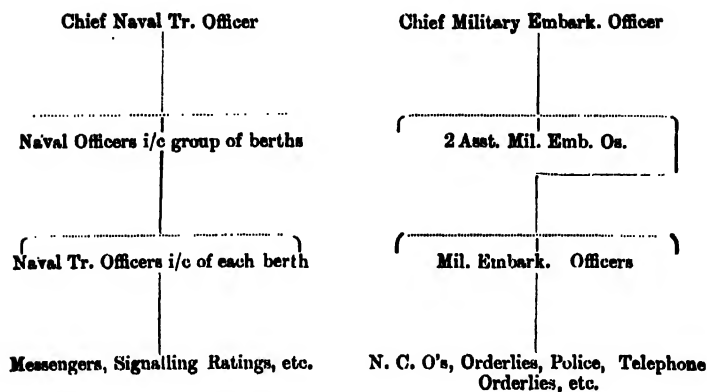 Chief Naval Tr. Officer
Naval Officers i/c group of berths
Naval Tr. Officers i/c of each berth
Messengers, Signalling Ratings, etc.
Chief Military Embark. Officer
2 Asst. Mil. Emb. Os.
Mil. Embark. Officers
N. C. O's, Orderlies, Police, Telephone
Orderlies, etc.